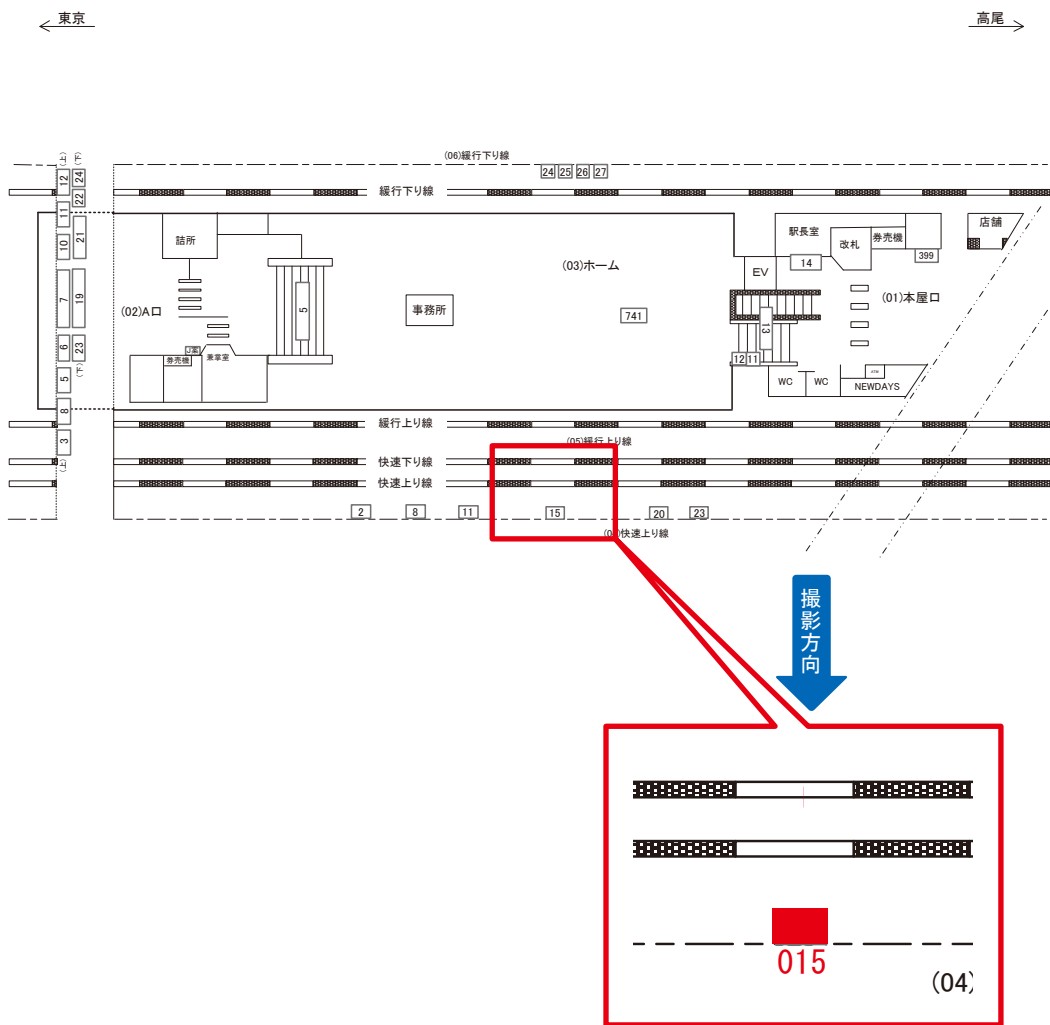 東京
高尾
(06)緩行下り線
24 25 26 27
緩行下り線
(上)
(下)
12
24
11
22
10
21
7
19
6
23
(下)
5
8
3
(上)
詰所
(02)A口
J案
券売機
兼掌室
5
事務所
(03)ホーム
741
駅長室
改札
券売機
399
店舗
EV
14
(01)本屋口
13
12 11
WC
WC
ATM
NEWDAYS
緩行上り線
(05)緩行上り線
快速下り線
快速上り線
2
8
11
15
20
23
(04)快速上り線
撮影方向
015
(04)